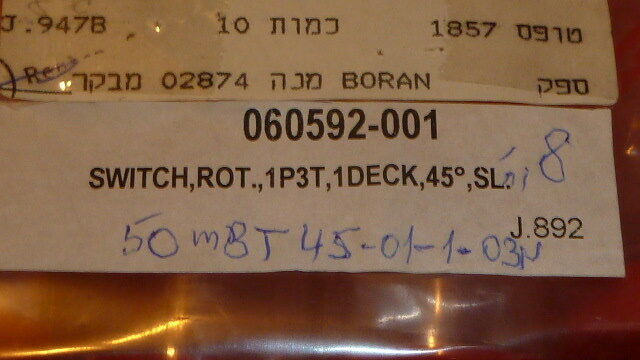 J.947B כמות 10 טופס 1857
ספק BORAN מנה 02874 מבקר
060592-001
SWITCH,ROT.,1P3T,1DECK,45°,SL. 8
J.892
50mBT45-01-1-03N